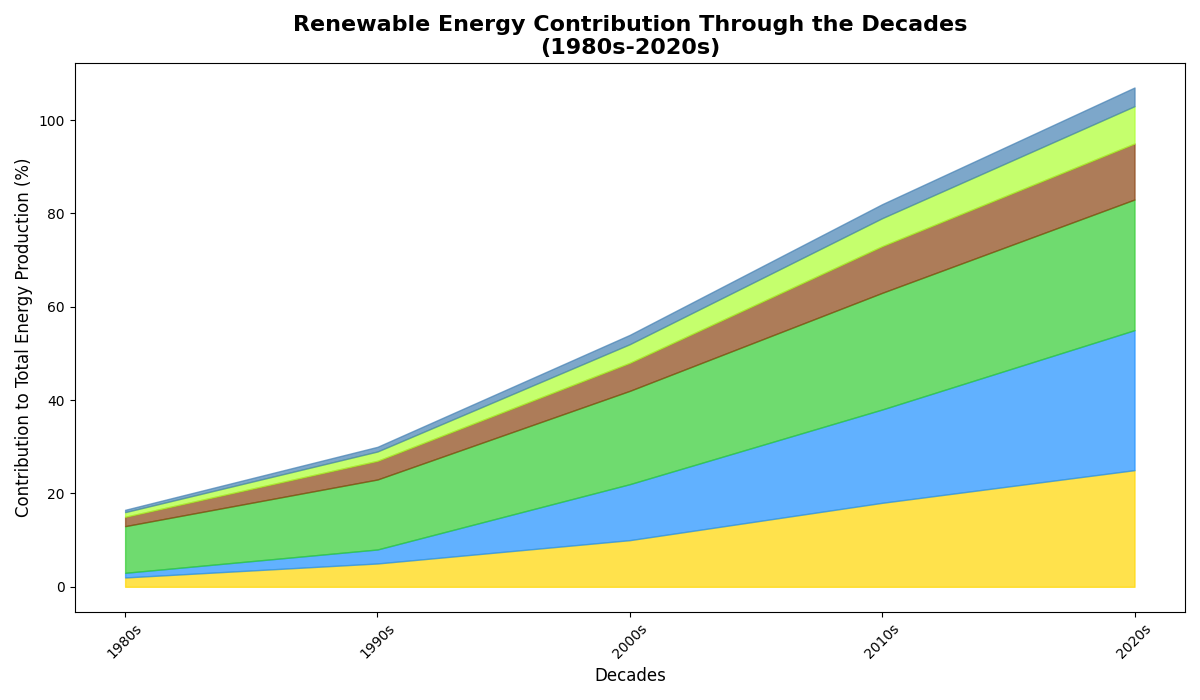 Renewable Energy Contribution Through the Decades
(1980s-2020s)
Contribution to Total Energy Production (%)
100
80
60
40
20
0
1980s
1990s
2000s
2010s
2020s
Decades